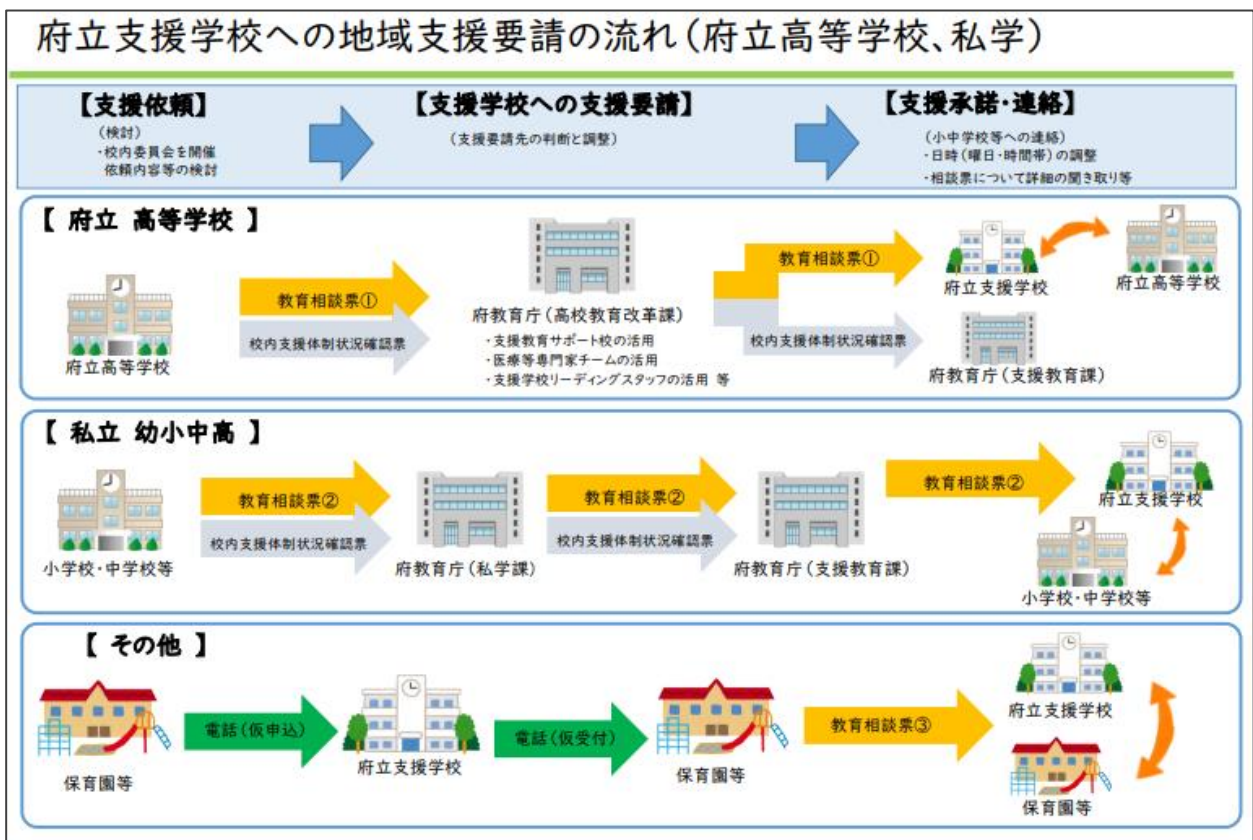 府立支援学校への地域支援要請の流れ(府立高等学校、私学)
【支援依頼】
(検討)
・校内委員会を開催
依頼内容等の検討
【支援学校への支援要請】
(支援要請先の判断と調整)
【支援承諾・連絡】
(小中学校等への連絡)
・日時(曜日・時間帯)の調整
・相談票について詳細の聞き取り等
【 府立 高等学校 】
府立高等学校
教育相談票①
校内支援体制状況確認票
府教育庁(高校教育改革課)
・支援教育サポート校の活用
・医療等専門家チームの活用
・支援学校リーディングスタッフの活用 等
教育相談票①
校内支援体制状況確認票
府立支援学校
府立高等学校
府教育庁(支援教育課)
【 私立 幼小中高 】
小学校・中学校等
教育相談票②
校内支援体制状況確認票
府教育庁(私学課)
教育相談票②
校内支援体制状況確認票
府教育庁(支援教育課)
教育相談票②
府立支援学校
小学校・中学校等
【 その他 】
保育園等
電話(仮申込)
府立支援学校
電話(仮受付)
保育園等
教育相談票③
府立支援学校
保育園等